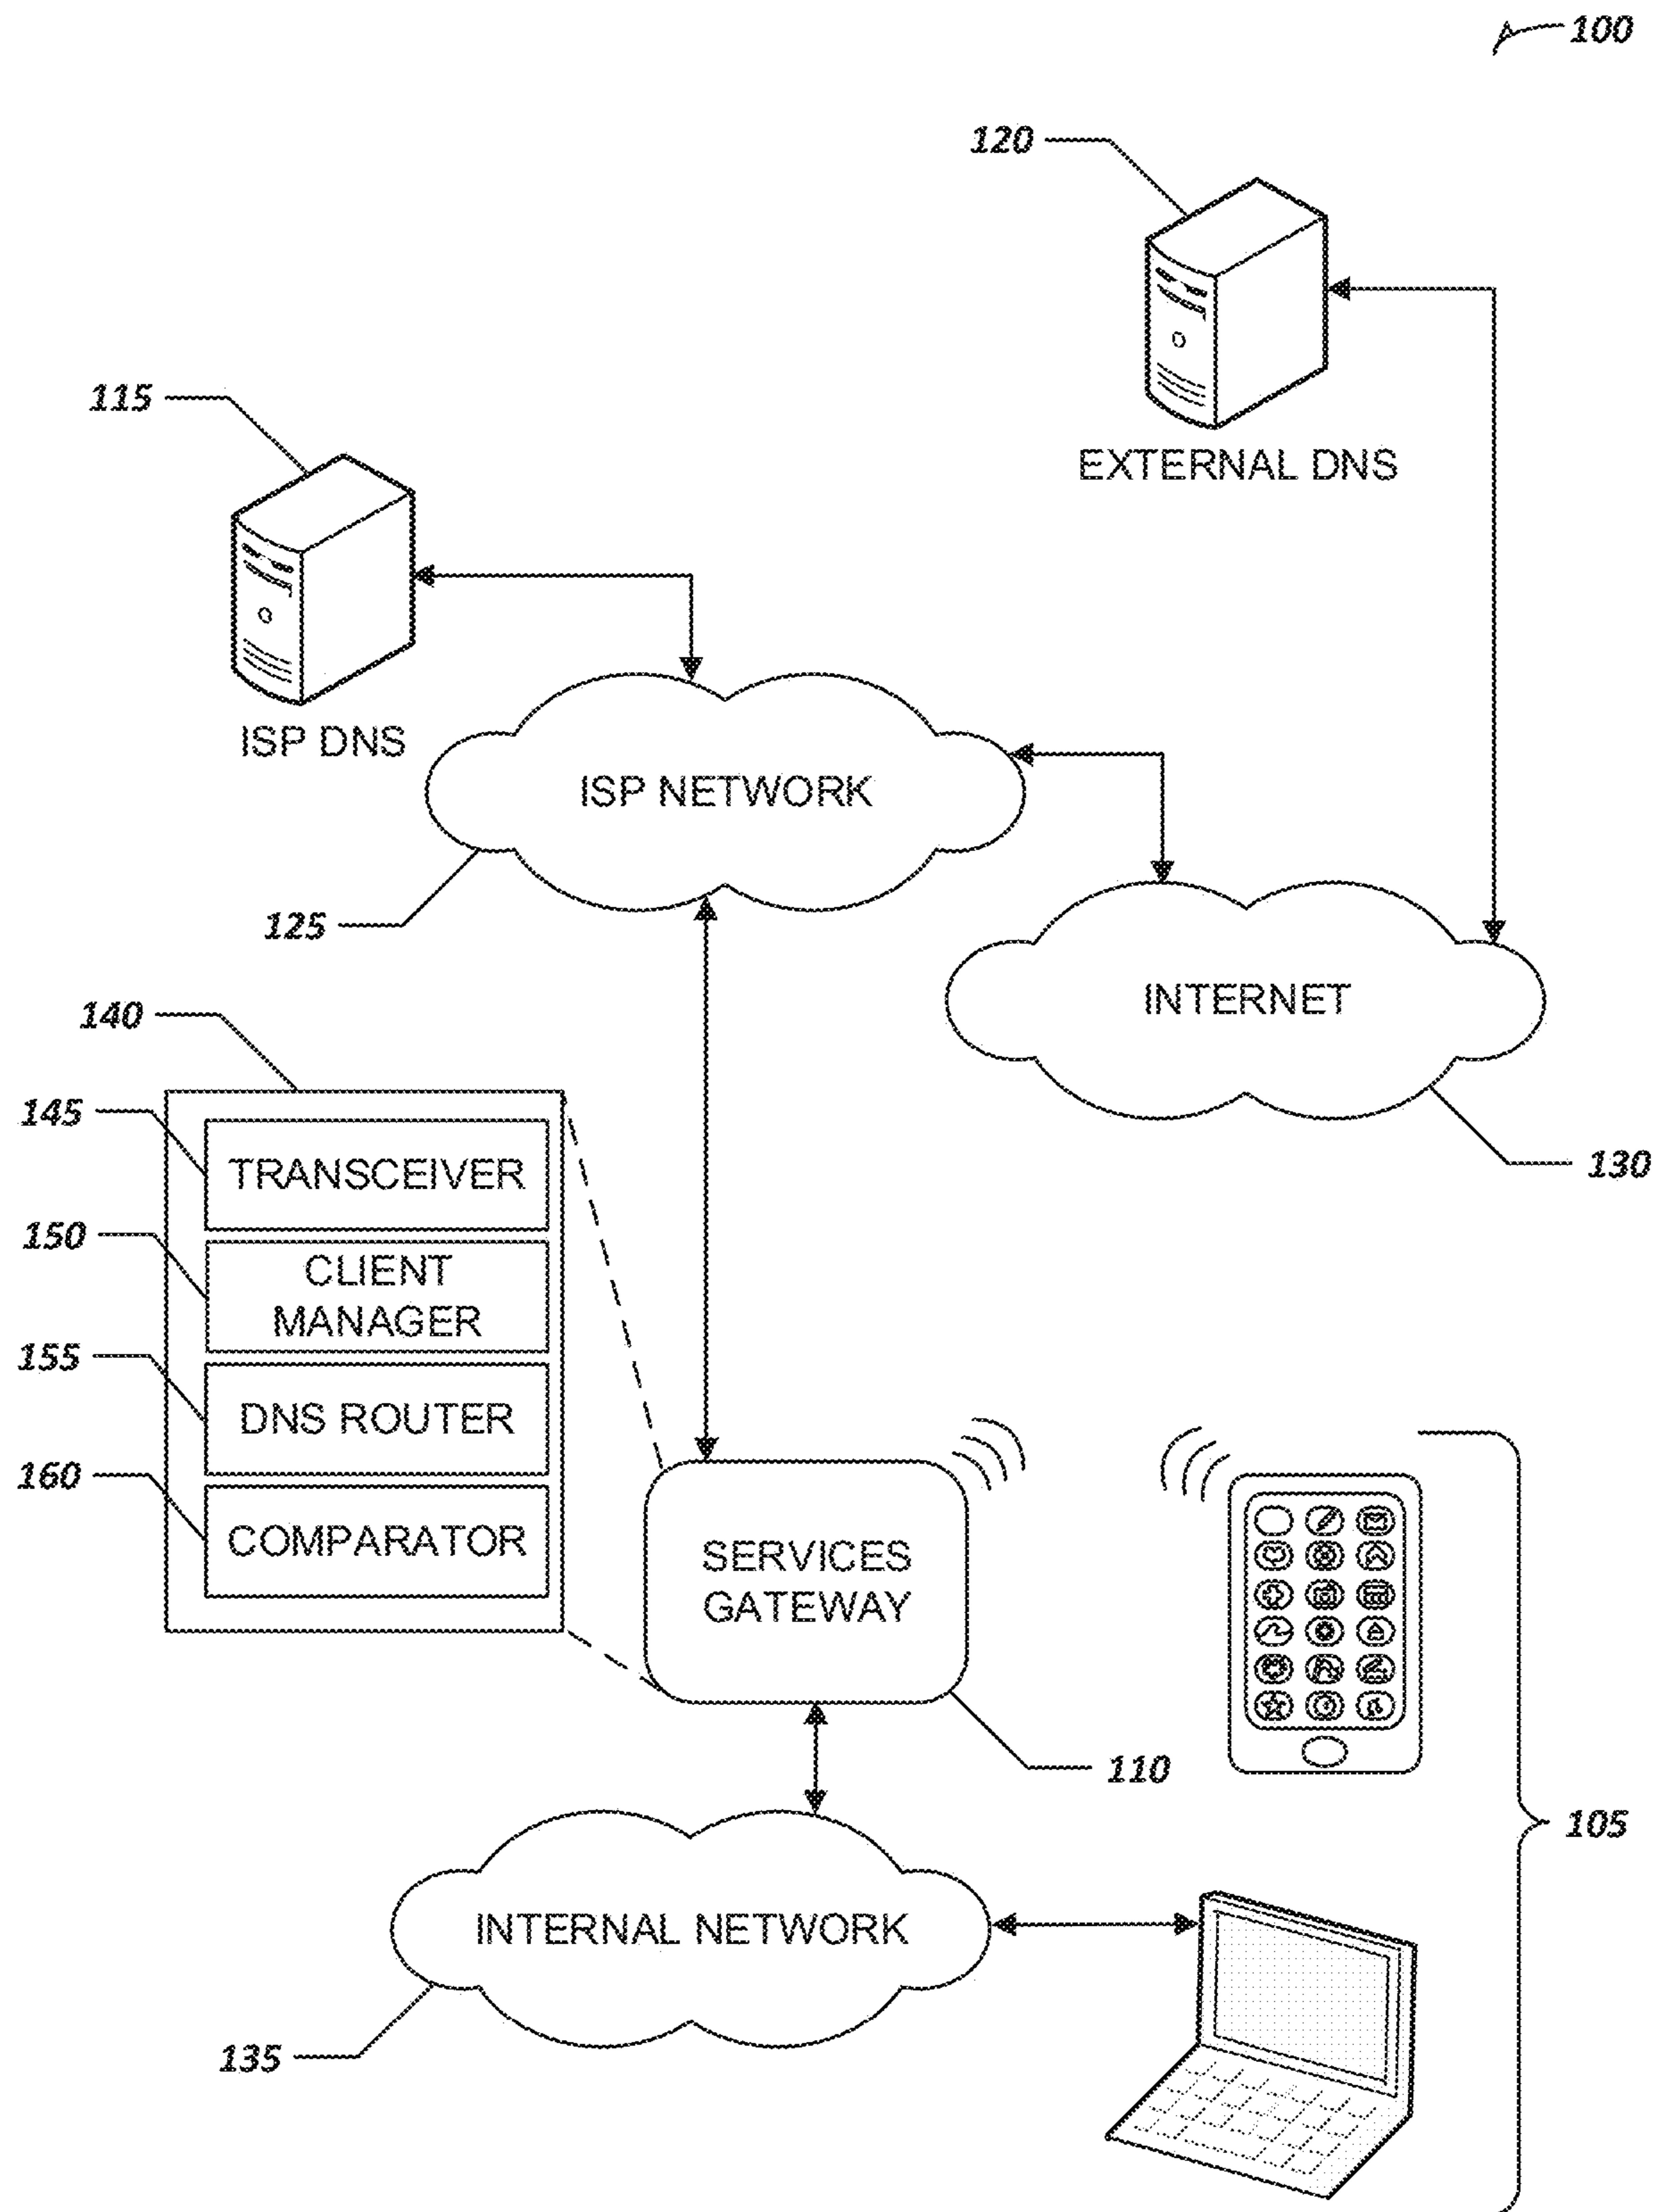 100
120
EXTERNAL DNS
115
ISP DNS
ISP NETWORK
125
INTERNET
130
140
145
TRANSCEIVER
150
CLIENT
MANAGER
155
DNS ROUTER
160
COMPARATOR
SERVICES
GATEWAY
110
105
INTERNAL NETWORK
135